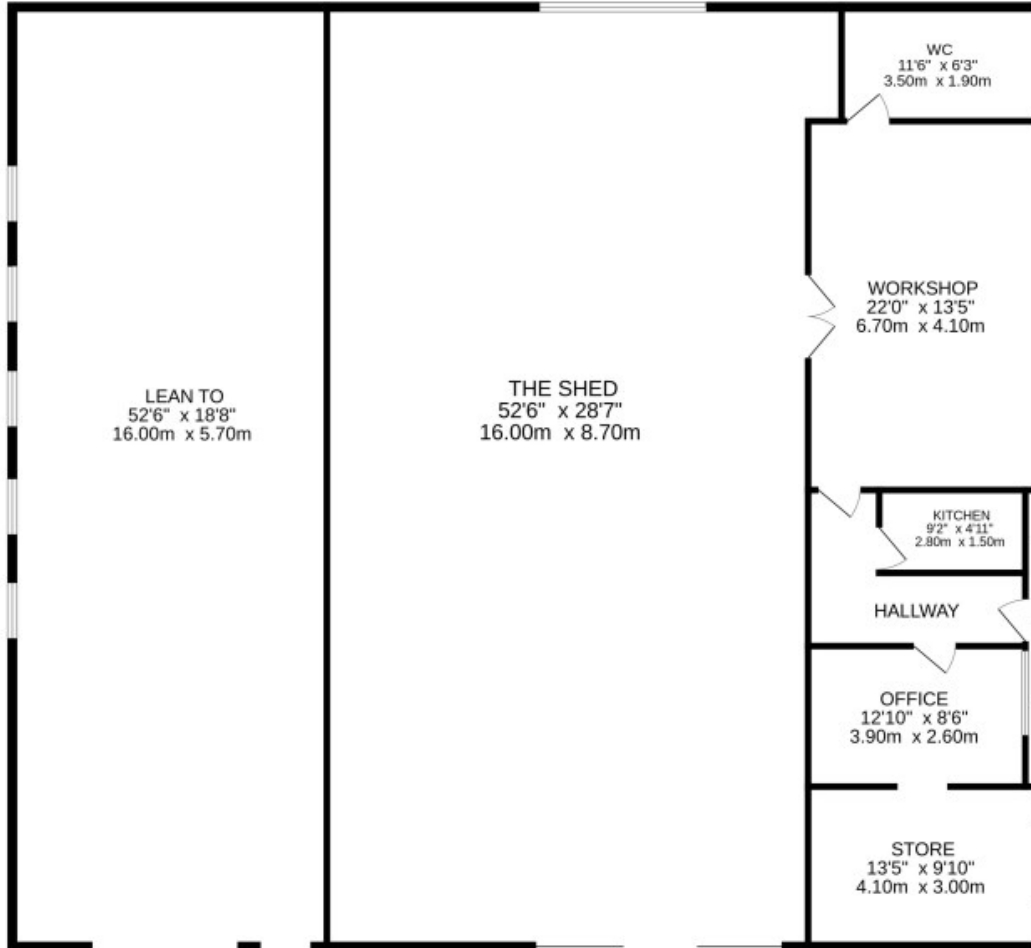 WC
11'6" x 6'3"
3.50m x 1.90m
WORKSHOP
22'0" x 13'5"
6.70m x 4.10m
LEAN TO
52'6" x 18'8"
16.00m x 5.70m
THE SHED
52'6" x 28'7"
16.00m x 8.70m
KITCHEN
9'2" x 4'11"
2.80m x 1.50m
HALLWAY
OFFICE
12'10" x 8'6"
3.90m x 2.60m
STORE
13'5" x 9'10"
4.10m x 3.00m